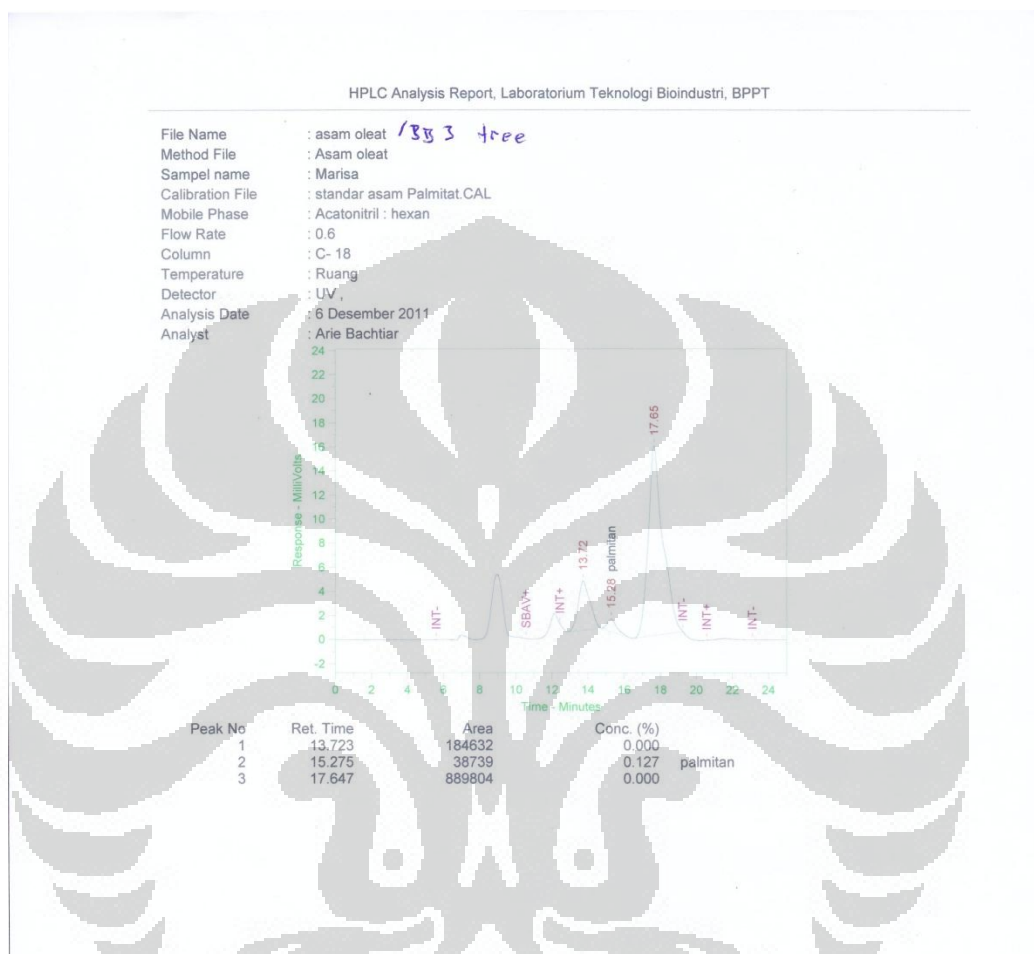 HPLC Analysis Report, Laboratorium Teknologi Bioindustri, BPPT
File Name : asam oleat 1BB 3 tree
Method File : Asam oleat
Sampel name : Marisa
Calibration File : standar asam Palmitat.CAL
Mobile Phase : Acatonitril : hexan
Flow Rate : 0.6
Column : C- 18
Temperature : Ruang
Detector : UV ,
Analysis Date : 6 Desember 2011
Analyst : Arie Bachtiar
24
22
20
18
16
14
12
10
8
6
4
2
0
-2
Response - MilliVolts
INT-
SBAV+
INT+
13.72
15.28 palmitan
17.65
INT-
INT+
INT-
0 2 4 6 8 10 12 14 16 18 20 22 24
Time - Minutes
Peak No Ret. Time Area Conc. (%)
1 13.723 184632 0.000
2 15.275 38739 0.127 palmitan
3 17.647 889804 0.000